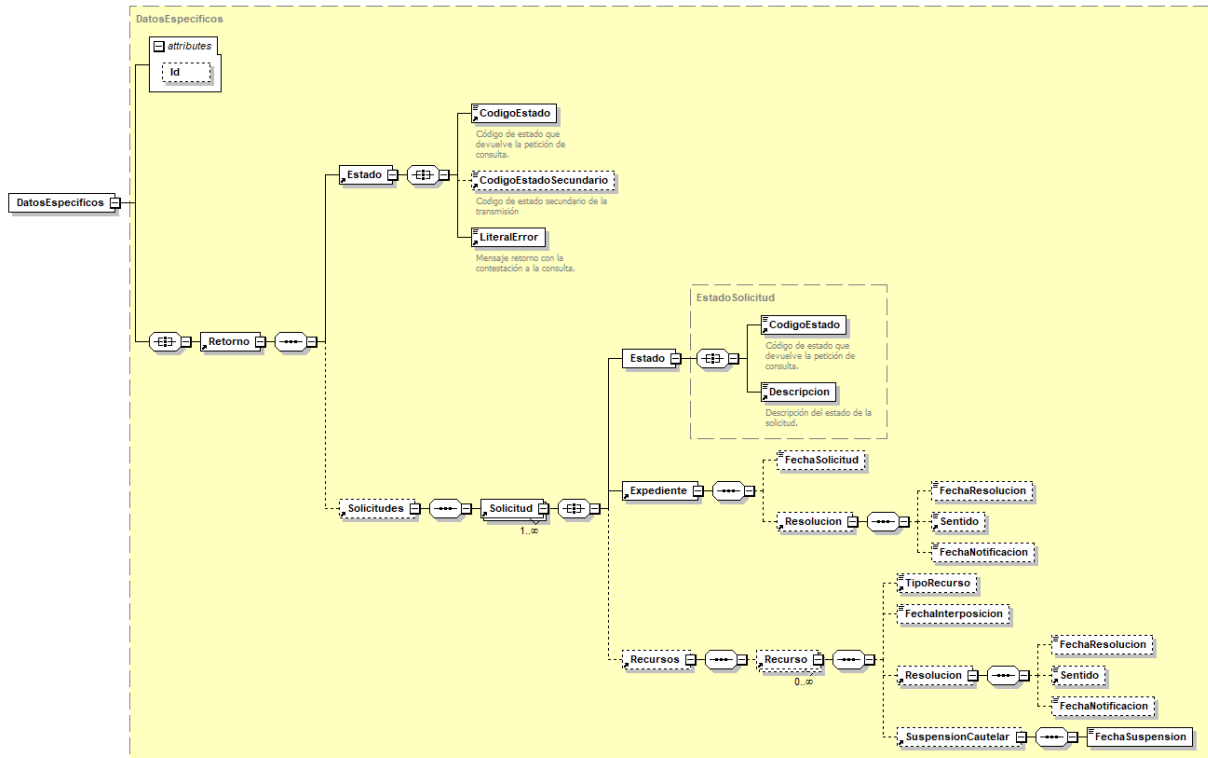 DatosEspecificos
attributes
Id
CodigoEstado
Código de estado que
devuelve la petición de
consulta.
Estado
CodigoEstadoSecundario
Codigo de estado secundario de la
transmisión
DatosEspecificos
LiteralError
Mensaje retorno con la
contestación a la consulta.
EstadoSolicitud
CodigoEstado
Código de estado que
devuelve la petición de
consulta.
Retorno
Estado
Descripcion
Descripción del estado de la
solicitud.
FechaSolicitud
Expediente
FechaResolucion
Solicitudes
Solicitud
1..∞
Resolucion
Sentido
FechaNotificacion
TipoRecurso
FechaInterposicion
Recursos
Recurso
0..∞
FechaResolucion
Resolucion
Sentido
FechaNotificacion
SuspensionCautelar
FechaSuspension